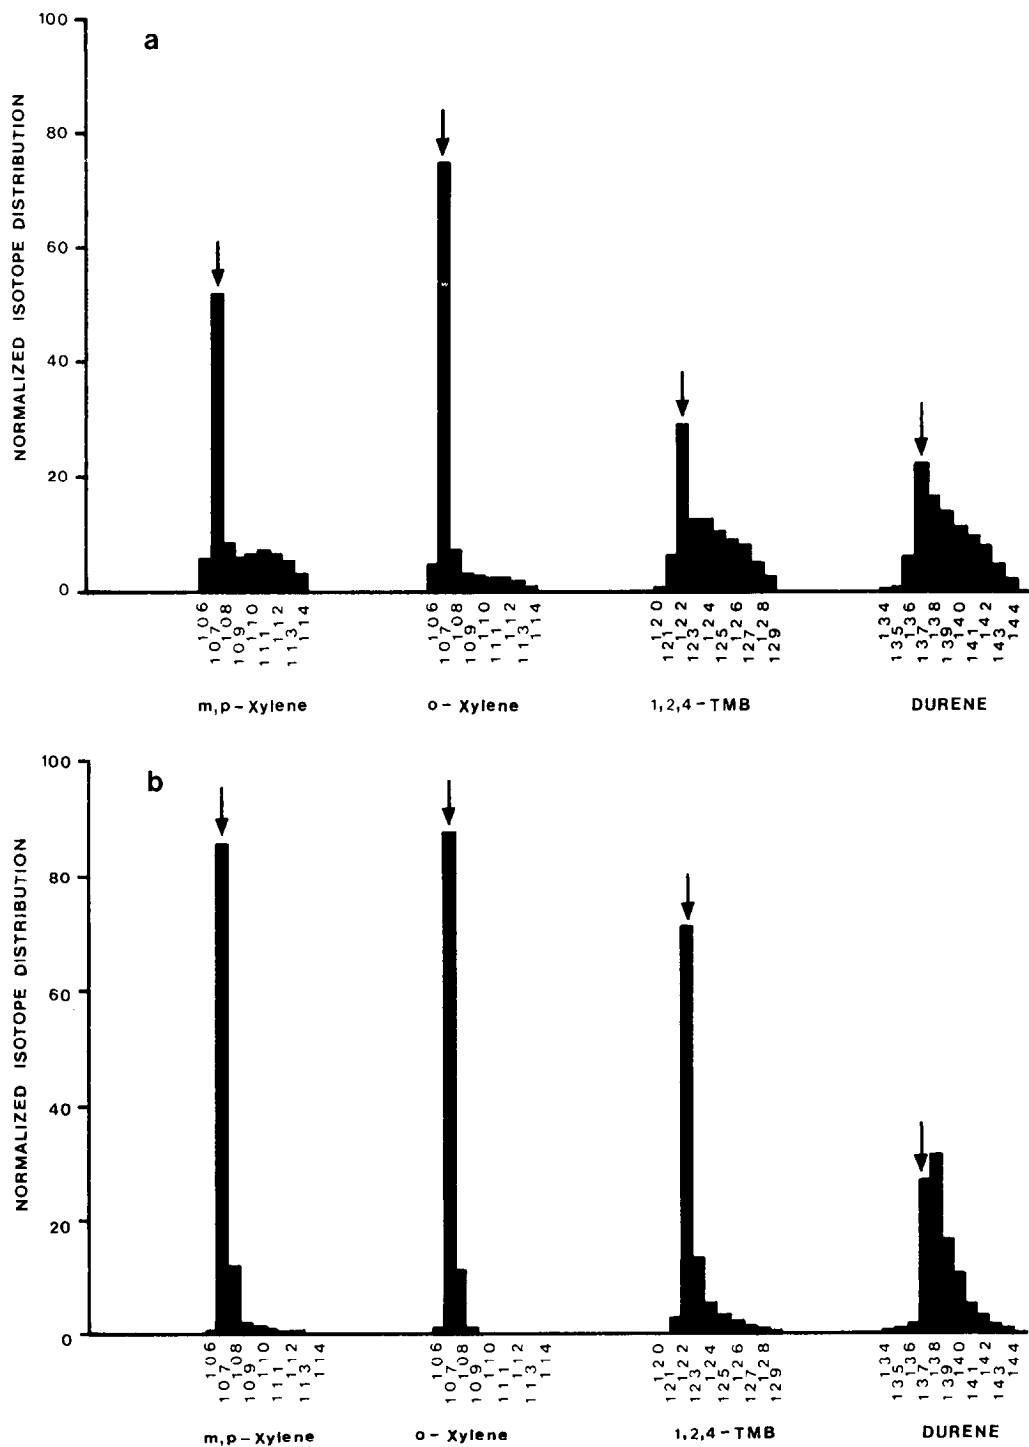 a
NORMALIZED ISOTOPE DISTRIBUTION
100
80
60
40
20
0
106 107 108 109 110 111 112 113 114
106 107 108 109 110 111 112 113 114
120 121 122 123 124 125 126 127 128 129
134 135 136 137 138 139 140 141 142 143 144
m,p-Xylene
o-Xylene
1,2,4-TMB
DURENE
b
NORMALIZED ISOTOPE DISTRIBUTION
100
80
60
40
20
0
106 107 108 109 110 111 112 113 114
106 107 108 109 110 111 112 113 114
120 121 122 123 124 125 126 127 128 129
134 135 136 137 138 139 140 141 142 143 144
m,p-Xylene
o-Xylene
1,2,4-TMB
DURENE